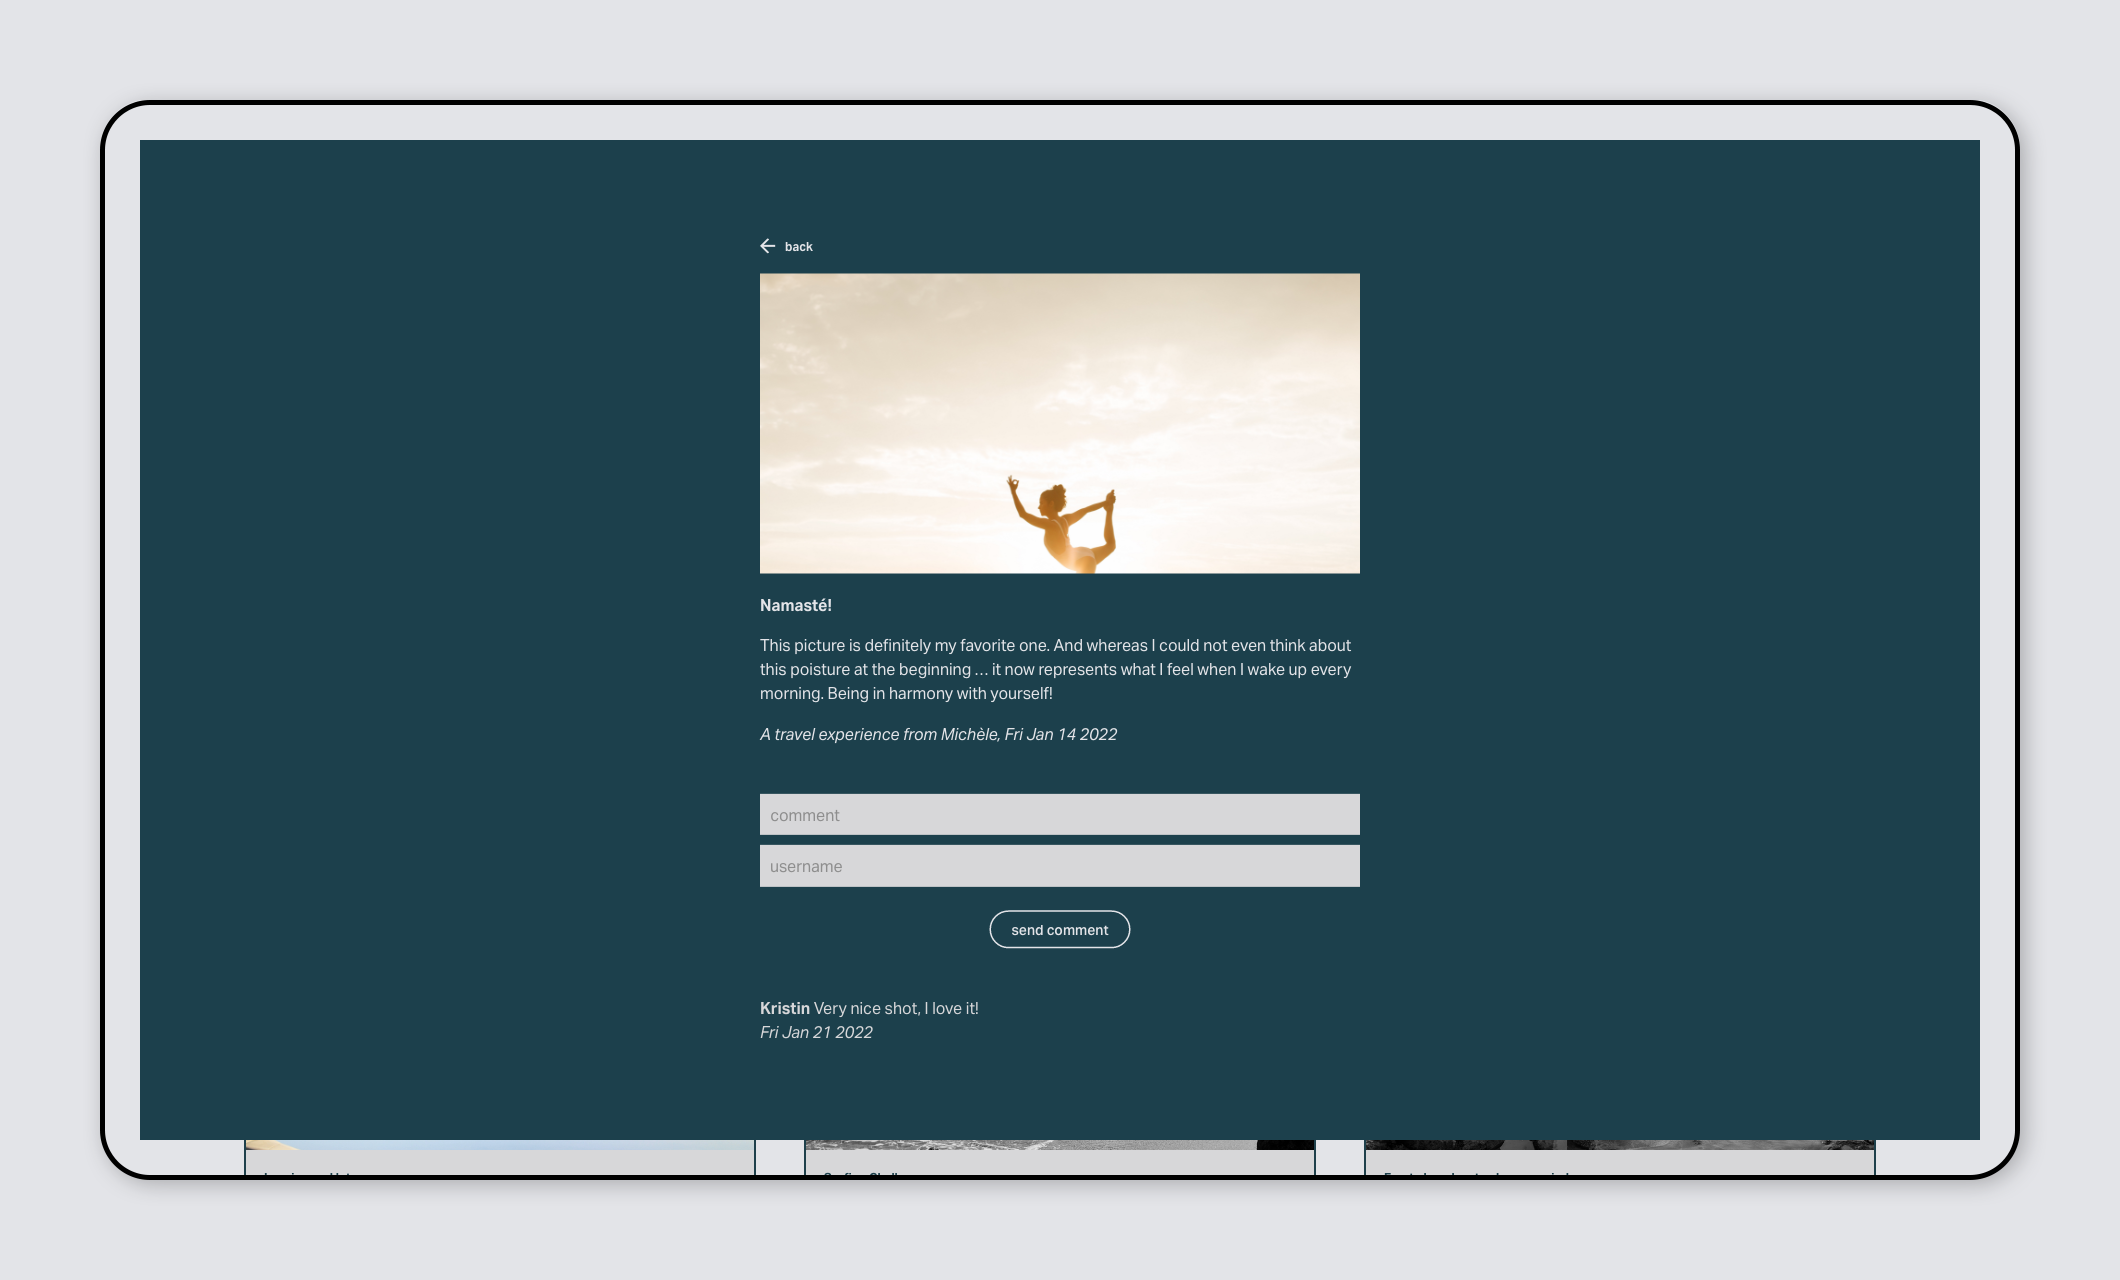 back
Namasté!
This picture is definitely my favorite one. And whereas I could not even think about
this poisture at the beginning … it now represents what I feel when I wake up every
morning. Being in harmony with yourself!
A travel experience from Michèle, Fri Jan 14 2022
comment
username
send comment
Kristin Very nice shot, I love it!
Fri Jan 21 2022